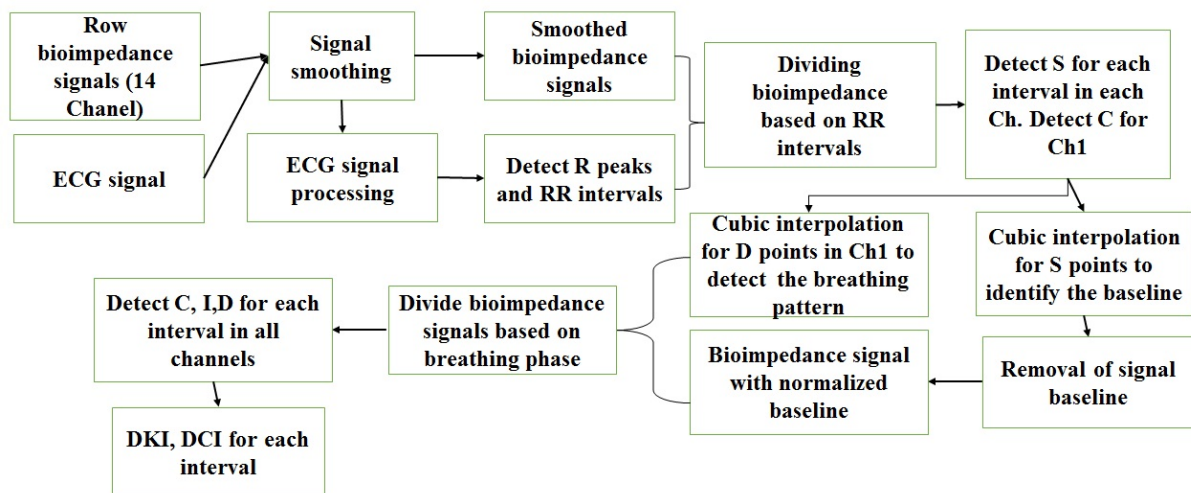 Row
bioimpedance
signals (14
Chanel)
ECG signal
Signal
smoothing
ECG signal
processing
Smoothed
bioimpedance
signals
Detect R peaks
and RR intervals
Dividing
bioimpedance
based on RR
intervals
Detect S for each
interval in each
Ch. Detect C for
Ch1
Cubic interpolation
for D points in Ch1 to
detect the breathing
pattern
Cubic interpolation
for S points to
identify the baseline
Removal of signal
baseline
Bioimpedance signal
with normalized
baseline
Divide bioimpedance
signals based on
breathing phase
Detect C, I,D for each
interval in all
channels
DKI, DCI for each
interval